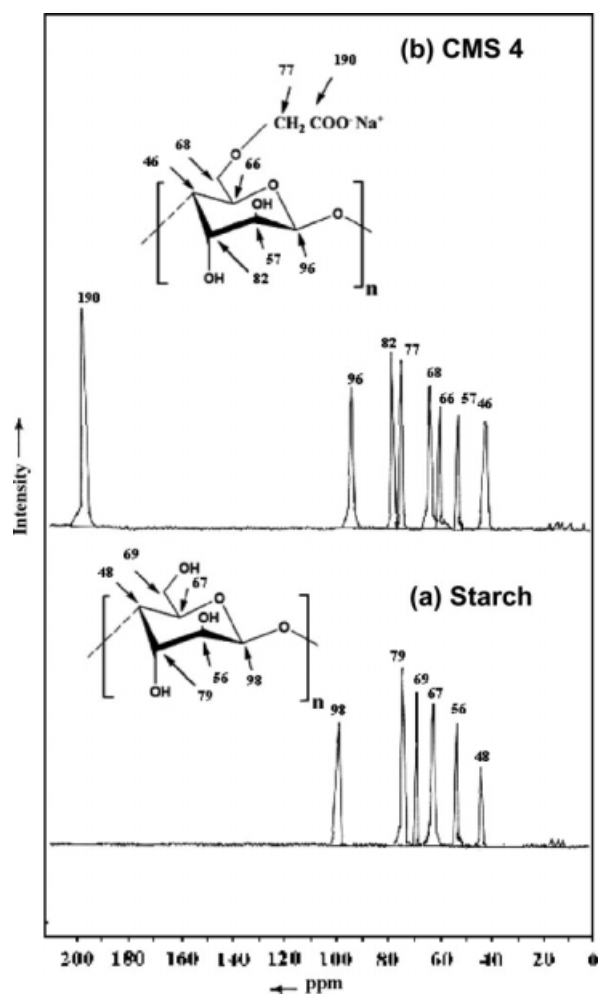 (b) CMS 4
190
77
CH2 COO- Na+
O
68
66
46
O
OH
O
n
57
96
OH
82
190
82
77
96
68
66
57
46
Intensity
69
OH
48
67
O
(a) Starch
OH
O
79
OH
56
98
n
79
69
67
98
56
48
200 180 160 140 120 100 80 60 40 20 0
ppm